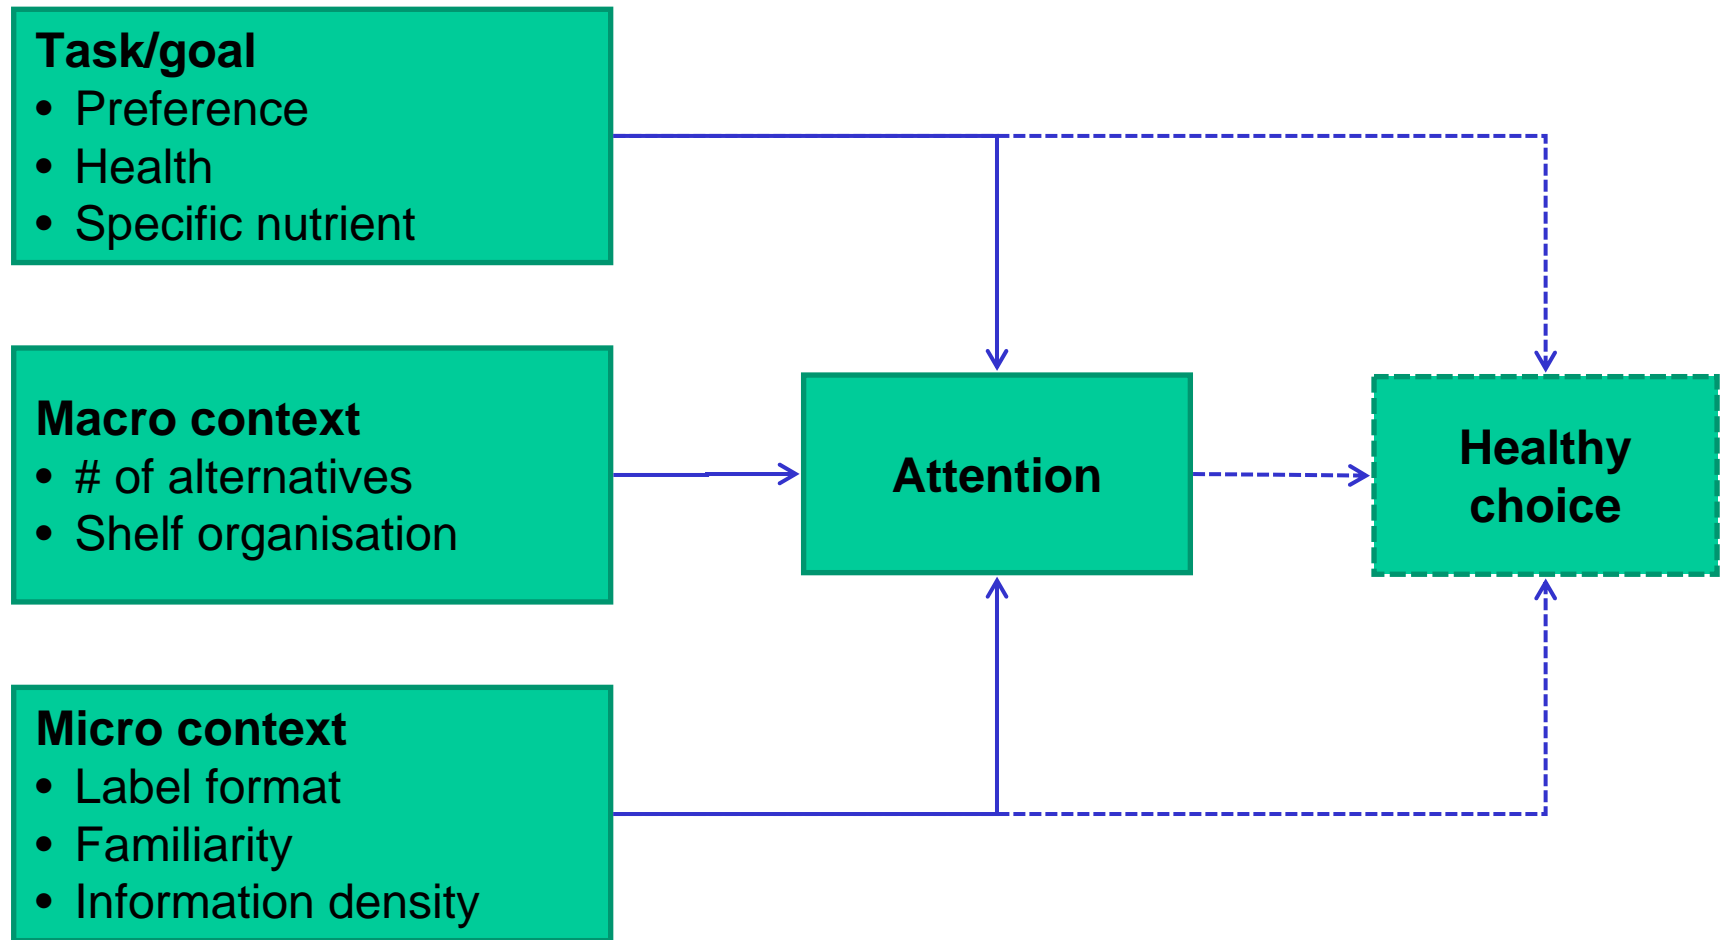 Task/goal
• Preference
• Health
• Specific nutrient
Macro context
• # of alternatives
• Shelf organisation
Attention
Healthy
choice
Micro context
• Label format
• Familiarity
• Information density